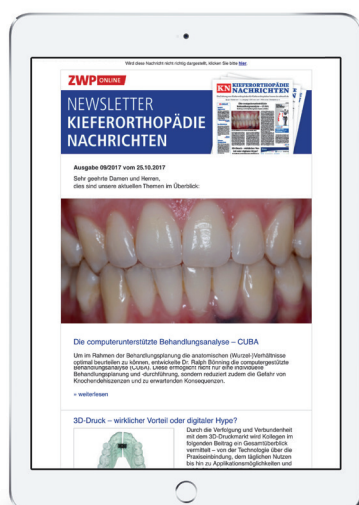 Wird diese Nachricht nicht richtig dargestellt, klicken Sie bitte hier.
ZWP ONLINE
NEWSLETTER
KIEFERORTHOPÄDIE
NACHRICHTEN
KN KIEFERORTHOPÄDIE
NACHRICHTEN
Ausgabe 09/2017 vom 25.10.2017
Sehr geehrte Damen und Herren,
dies sind unsere aktuellen Themen im Überblick:
Die computerunterstützte Behandlungsanalyse – CUBA
Um im Rahmen der Behandlungsplanung die anatomischen (Wurzel-)Verhältnisse
optimal beurteilen zu können, entwickelte Dr. Ralph Bönning die computergestützte
Behandlungsanalyse (CUBA). Diese ermöglicht nicht nur eine individuelle
Behandlungsplanung und -durchführung, sondern reduziert zudem die Gefahr von
Knochendehiszenzen und zu erwartenden Konsequenzen.
» weiterlesen
3D-Druck – wirklicher Vorteil oder digitaler Hype?
Durch die Verfolgung und Verbundenheit
mit dem 3D-Druckmarkt wird Kollegen im
folgenden Beitrag ein Gesamtüberblick
vermittelt – von der Technologie über die
Praxiseinbindung, dem täglichen Nutzen
bis hin zu Applikationsmöglichkeiten und